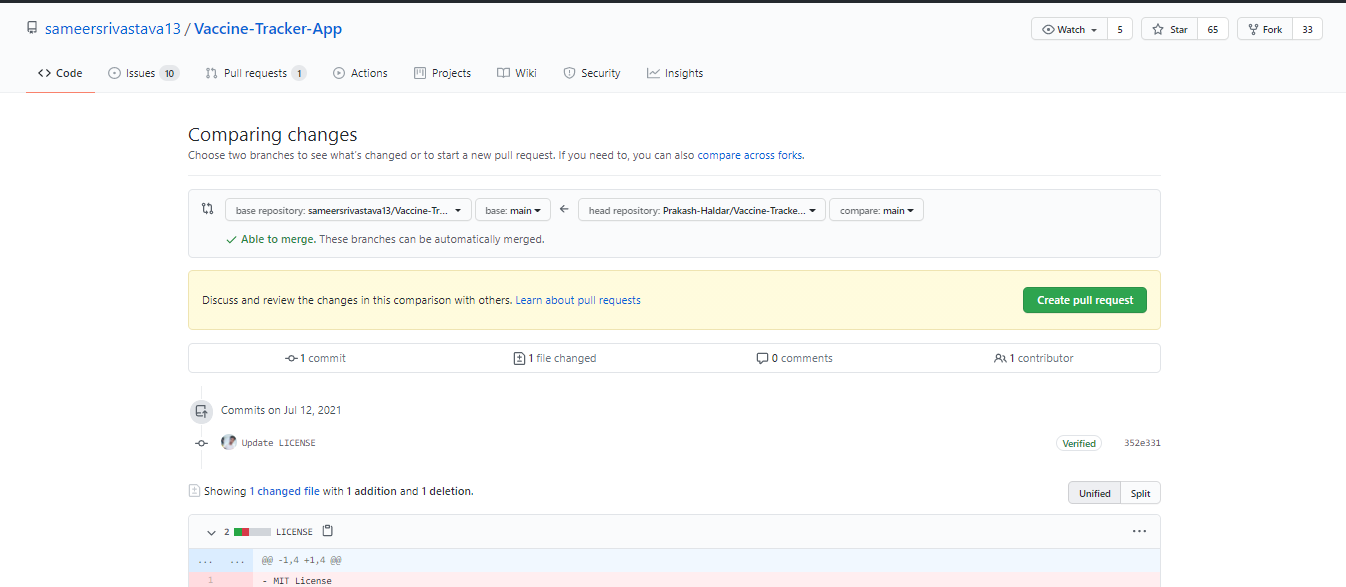 sameersrivastava13 / Vaccine-Tracker-App
Watch 5 Star 65 Fork 33
Code Issues 10 Pull requests 1 Actions Projects Wiki Security Insights
Comparing changes
Choose two branches to see what's changed or to start a new pull request. If you need to, you can also compare across forks.
base repository: sameersrivastava13/Vaccine-Tr... base: main ← head repository: Prakash-Haldar/Vaccine-Tracke... compare: main
Able to merge. These branches can be automatically merged.
Discuss and review the changes in this comparison with others. Learn about pull requests Create pull request
1 commit 1 file changed 0 comments 1 contributor
Commits on Jul 12, 2021
Update LICENSE Verified 352e331
Showing 1 changed file with 1 addition and 1 deletion. Unified Split
2 LICENSE ...
... ... @@ -1,4 +1,4 @@
1 - MIT License